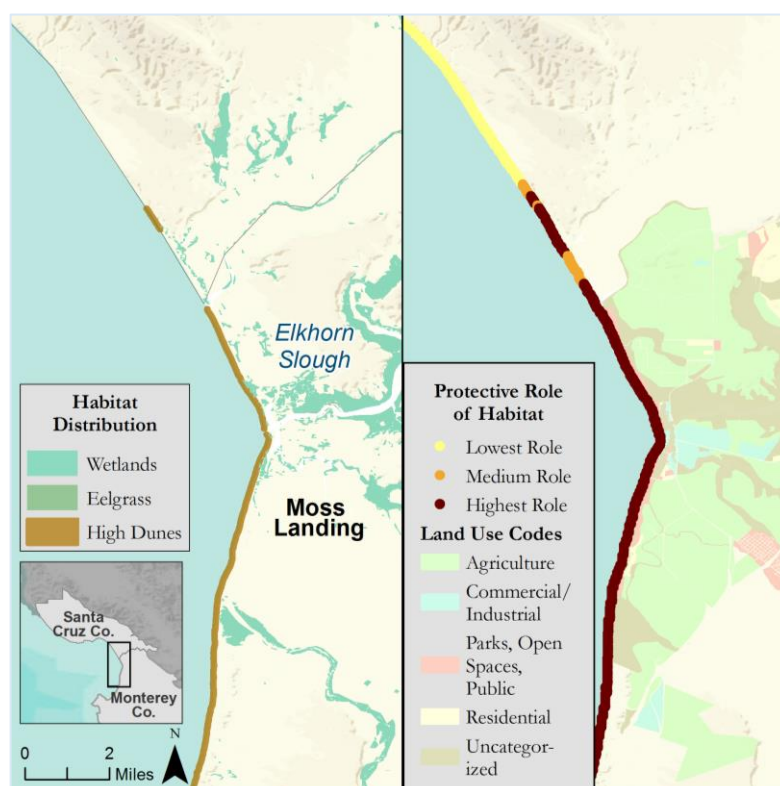 Elkhorn
Slough
Moss
Landing
Habitat
Distribution
Wetlands
Eelgrass
High Dunes
Santa
Cruz Co.
Monterey
Co.
0 2
Miles
N
Protective Role
of Habitat
Lowest Role
Medium Role
Highest Role
Land Use Codes
Agriculture
Commercial/
Industrial
Parks, Open
Spaces,
Public
Residential
Uncategor-
ized